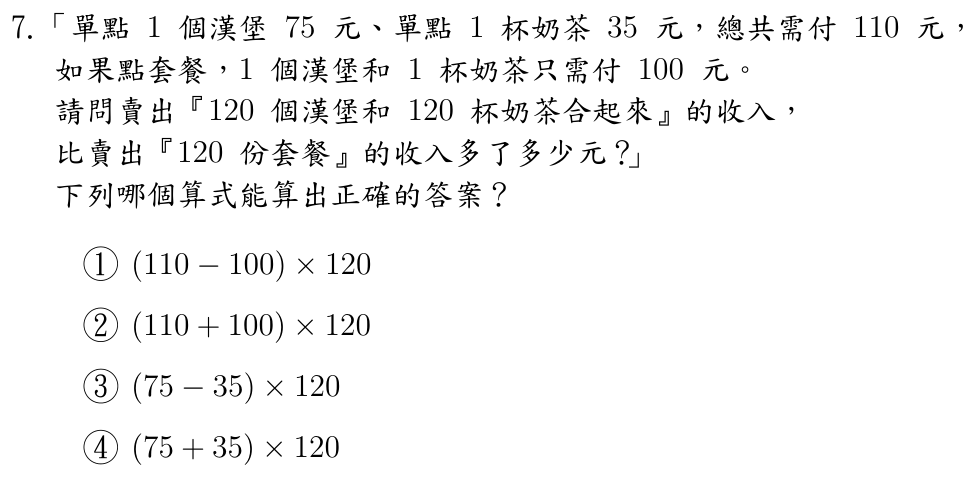 7.「單點 1 個漢堡 75 元、單點 1 杯奶茶 35 元，總共需付 110 元，
如果點套餐，1 個漢堡和 1 杯奶茶只需付 100 元。
請問賣出『120 個漢堡和 120 杯奶茶合起來』的收入，
比賣出『120 份套餐』的收入多了多少元？」
下列哪個算式能算出正確的答案？
① (110 − 100) × 120
② (110 + 100) × 120
③ (75 − 35) × 120
④ (75 + 35) × 120